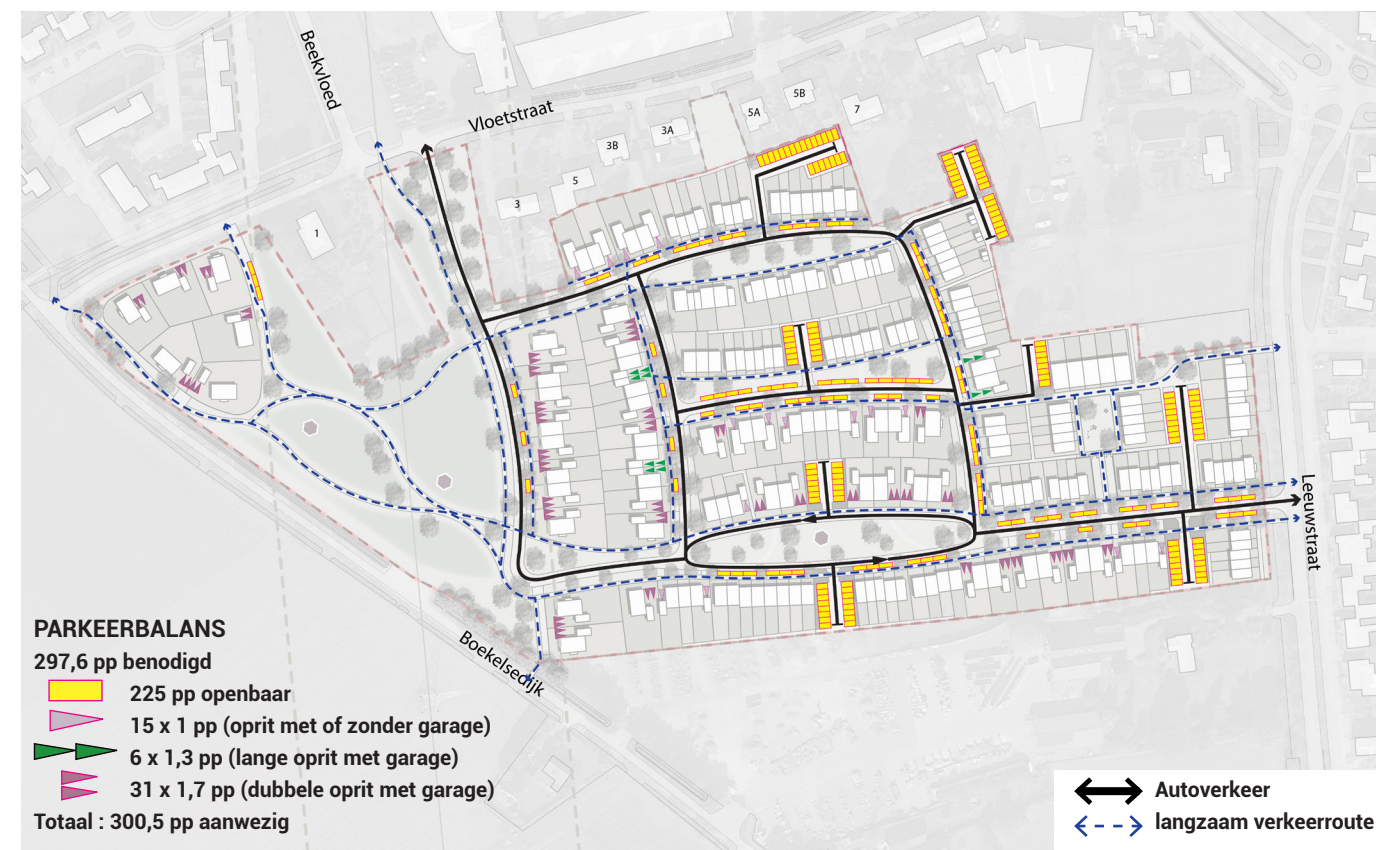 Beekvloed
Vloetstraat
5B
5A
7
3A
3B
5
3
1
Leeuwstraat
Boekelsedijk
PARKEERBALANS
297,6 pp benodigd
225 pp openbaar
15 x 1 pp (oprit met of zonder garage)
6 x 1,3 pp (lange oprit met garage)
31 x 1,7 pp (dubbele oprit met garage)
Totaal : 300,5 pp aanwezig
Autoverkeer
langzaam verkeerroute